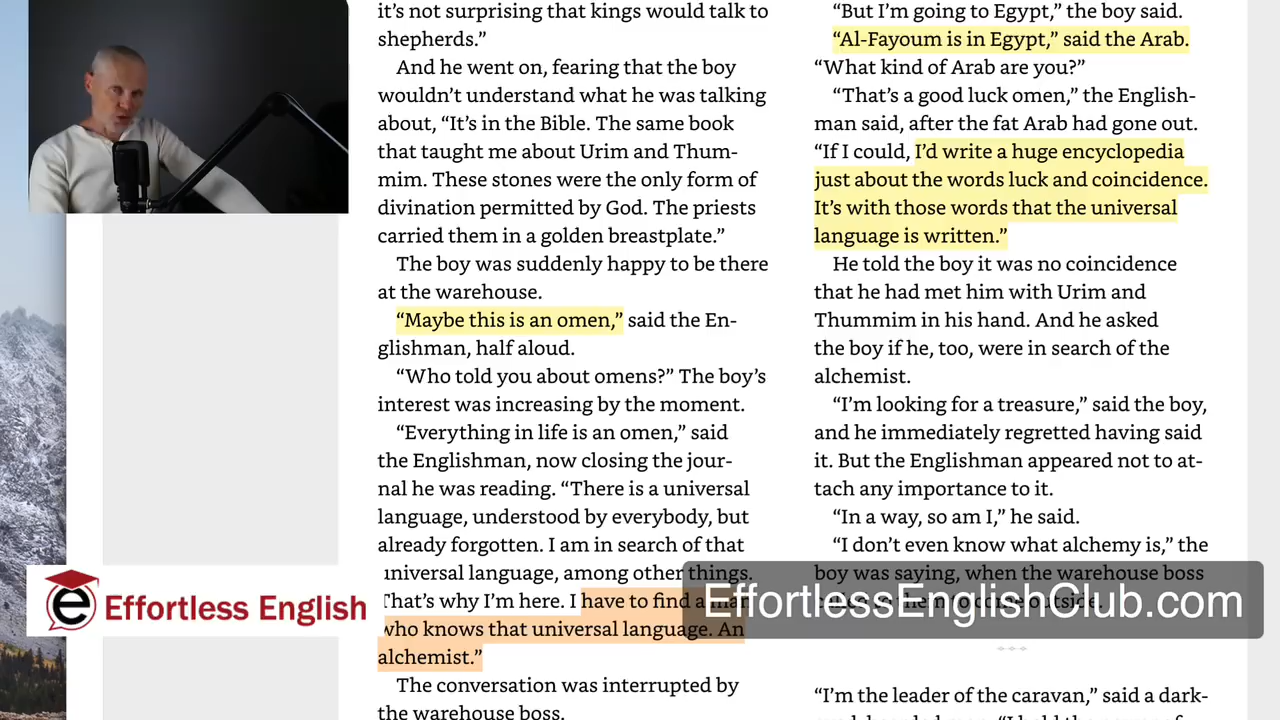 it’s not surprising that kings would talk to
shepherds.”
And he went on, fearing that the boy
wouldn’t understand what he was talking
about, “It’s in the Bible. The same book
that taught me about Urim and Thum-
mim. These stones were the only form of
divination permitted by God. The priests
carried them in a golden breastplate.”
The boy was suddenly happy to be there
at the warehouse.
“Maybe this is an omen,” said the En-
glishman, half aloud.
“Who told you about omens?” The boy’s
interest was increasing by the moment.
“Everything in life is an omen,” said
the Englishman, now closing the jour-
nal he was reading. “There is a universal
language, understood by everybody, but
already forgotten. I am in search of that
universal language, among other things.
That’s why I’m here. I have to find a man
who knows that universal language. An
alchemist.”
The conversation was interrupted by
the warehouse boss.
“But I’m going to Egypt,” the boy said.
“Al-Fayoum is in Egypt,” said the Arab.
“What kind of Arab are you?”
“That’s a good luck omen,” the English-
man said, after the fat Arab had gone out.
“If I could, I’d write a huge encyclopedia
just about the words luck and coincidence.
It’s with those words that the universal
language is written.”
He told the boy it was no coincidence
that he had met him with Urim and
Thummim in his hand. And he asked
the boy if he, too, were in search of the
alchemist.
“I’m looking for a treasure,” said the boy,
and he immediately regretted having said
it. But the Englishman appeared not to at-
tach any importance to it.
“In a way, so am I,” he said.
“I don’t even know what alchemy is,” the
boy was saying, when the warehouse boss
to come outside.
“I’m the leader of the caravan,” said a dark-
Effortless English
EffortlessEnglishClub.com